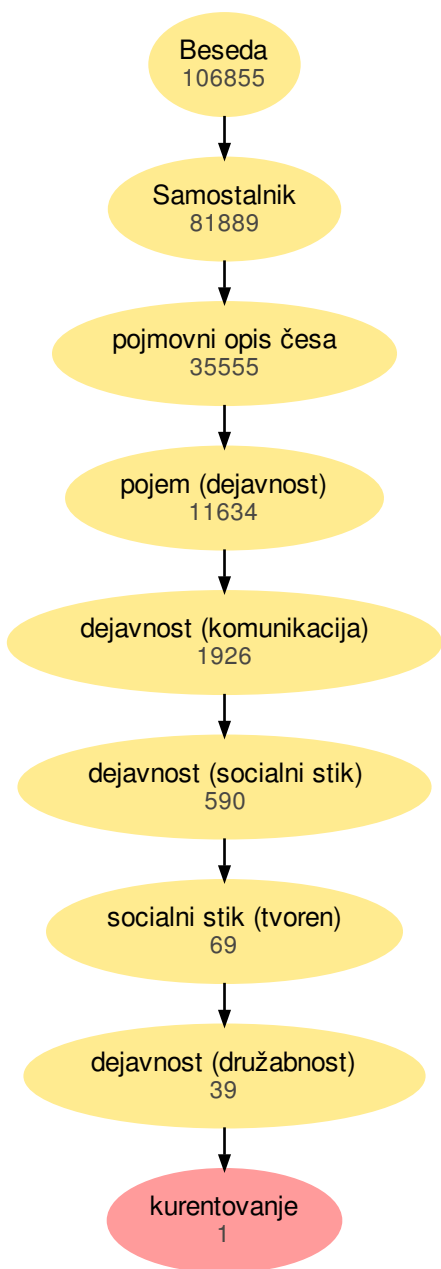 Beseda
106855
Samostalnik
81889
pojmovni opis česa
35555
pojem (dejavnost)
11634
dejavnost (komunikacija)
1926
dejavnost (socialni stik)
590
socialni stik (tvoren)
69
dejavnost (družabnost)
39
kurentovanje
1